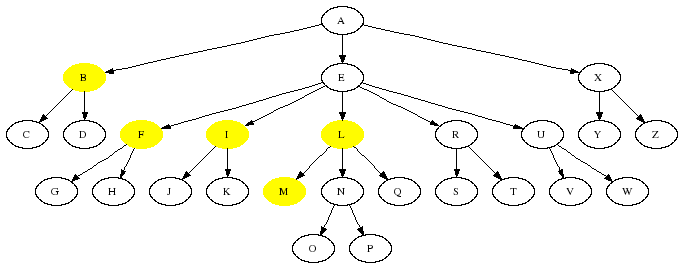 A
B E X
C D F I L R U Y Z
G H J K M N Q S T V W
O P